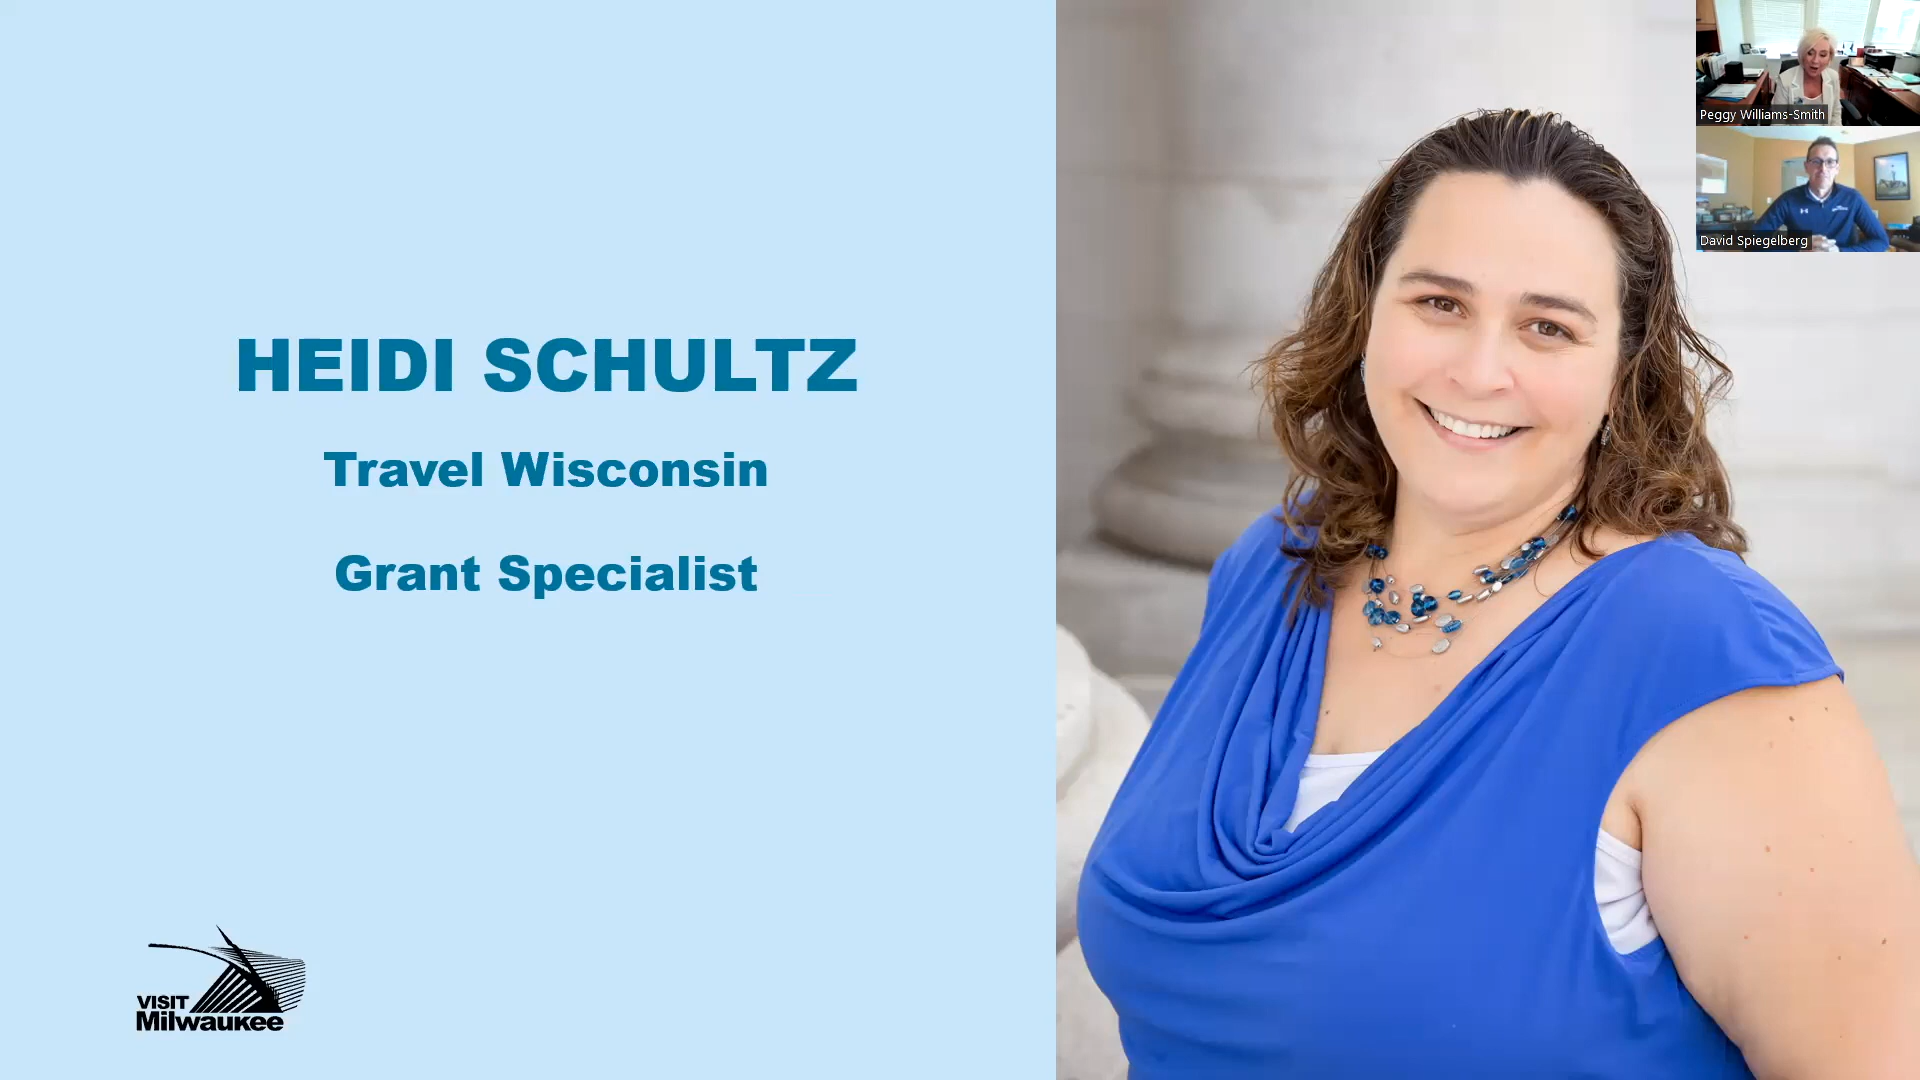 HEIDI SCHULTZ
Travel Wisconsin
Grant Specialist
VISIT
Milwaukee
Peggy Williams-Smith
David Spiegelberg